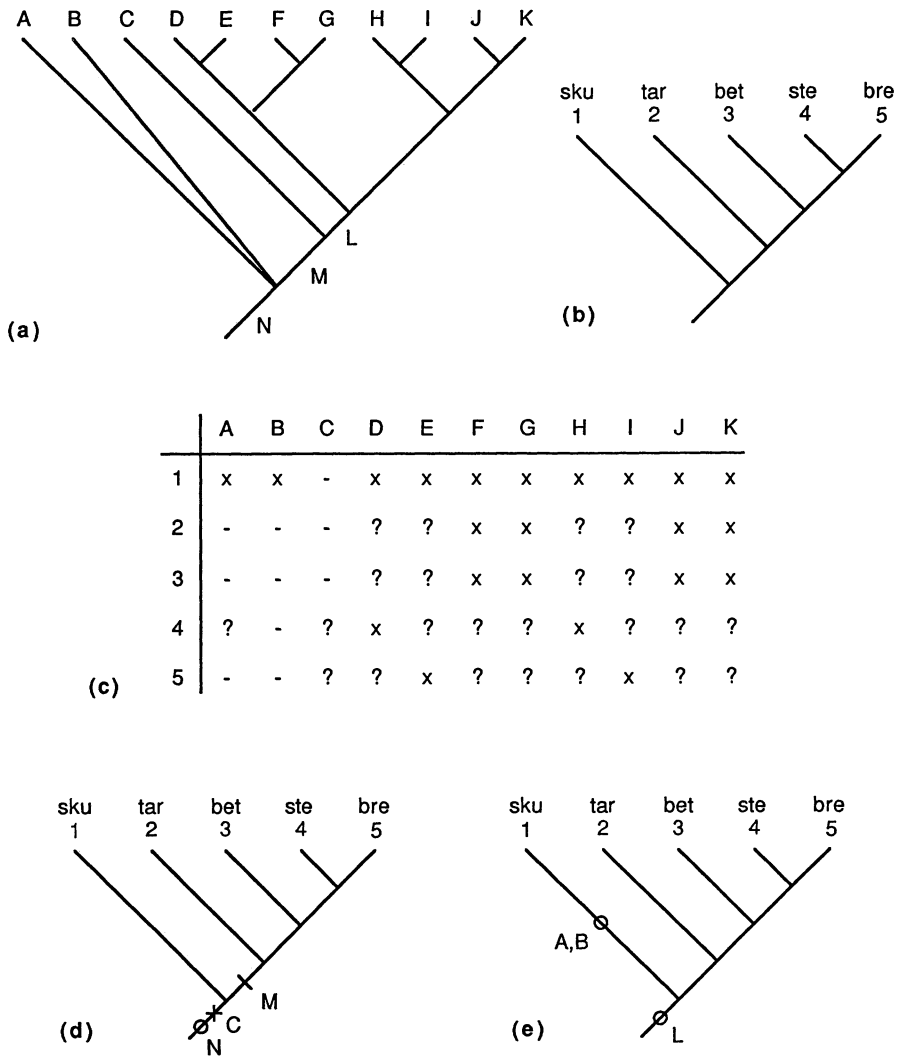 A B C D E F G H I J K
L
M
N
(a)
sku tar bet ste bre
1 2 3 4 5
(b)
A B C D E F G H I J K
1 x x - x x x x x x x x
2 - - - ? ? x x ? ? x x
3 - - - ? ? x x ? ? x x
4 ? - ? x ? ? ? x ? ? ?
5 - - ? ? x ? ? ? x ? ?
(c)
sku tar bet ste bre
1 2 3 4 5
M
C
N
(d)
sku tar bet ste bre
1 2 3 4 5
A,B
L
(e)